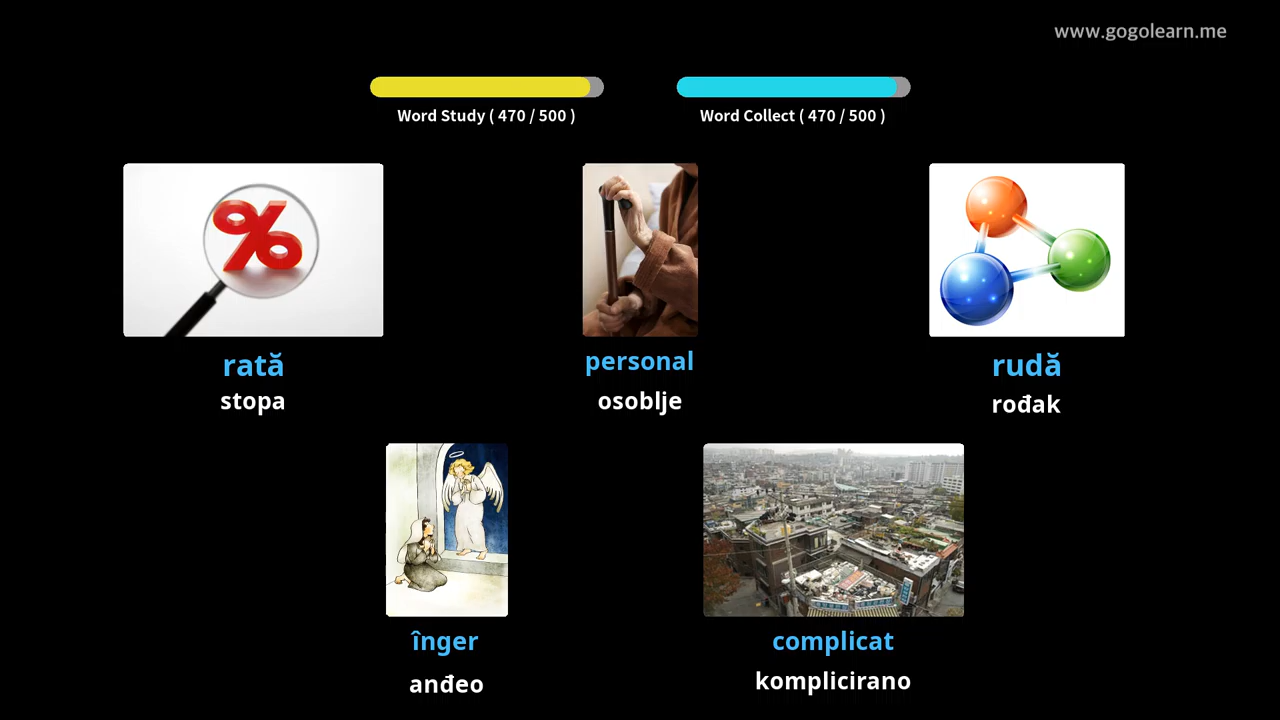 www.gogolearn.me
Word Study ( 470 / 500 )
Word Collect ( 470 / 500 )
%
rată
stopa
personal
osoblje
rudă
rođak
înger
anđeo
complicat
komplicirano